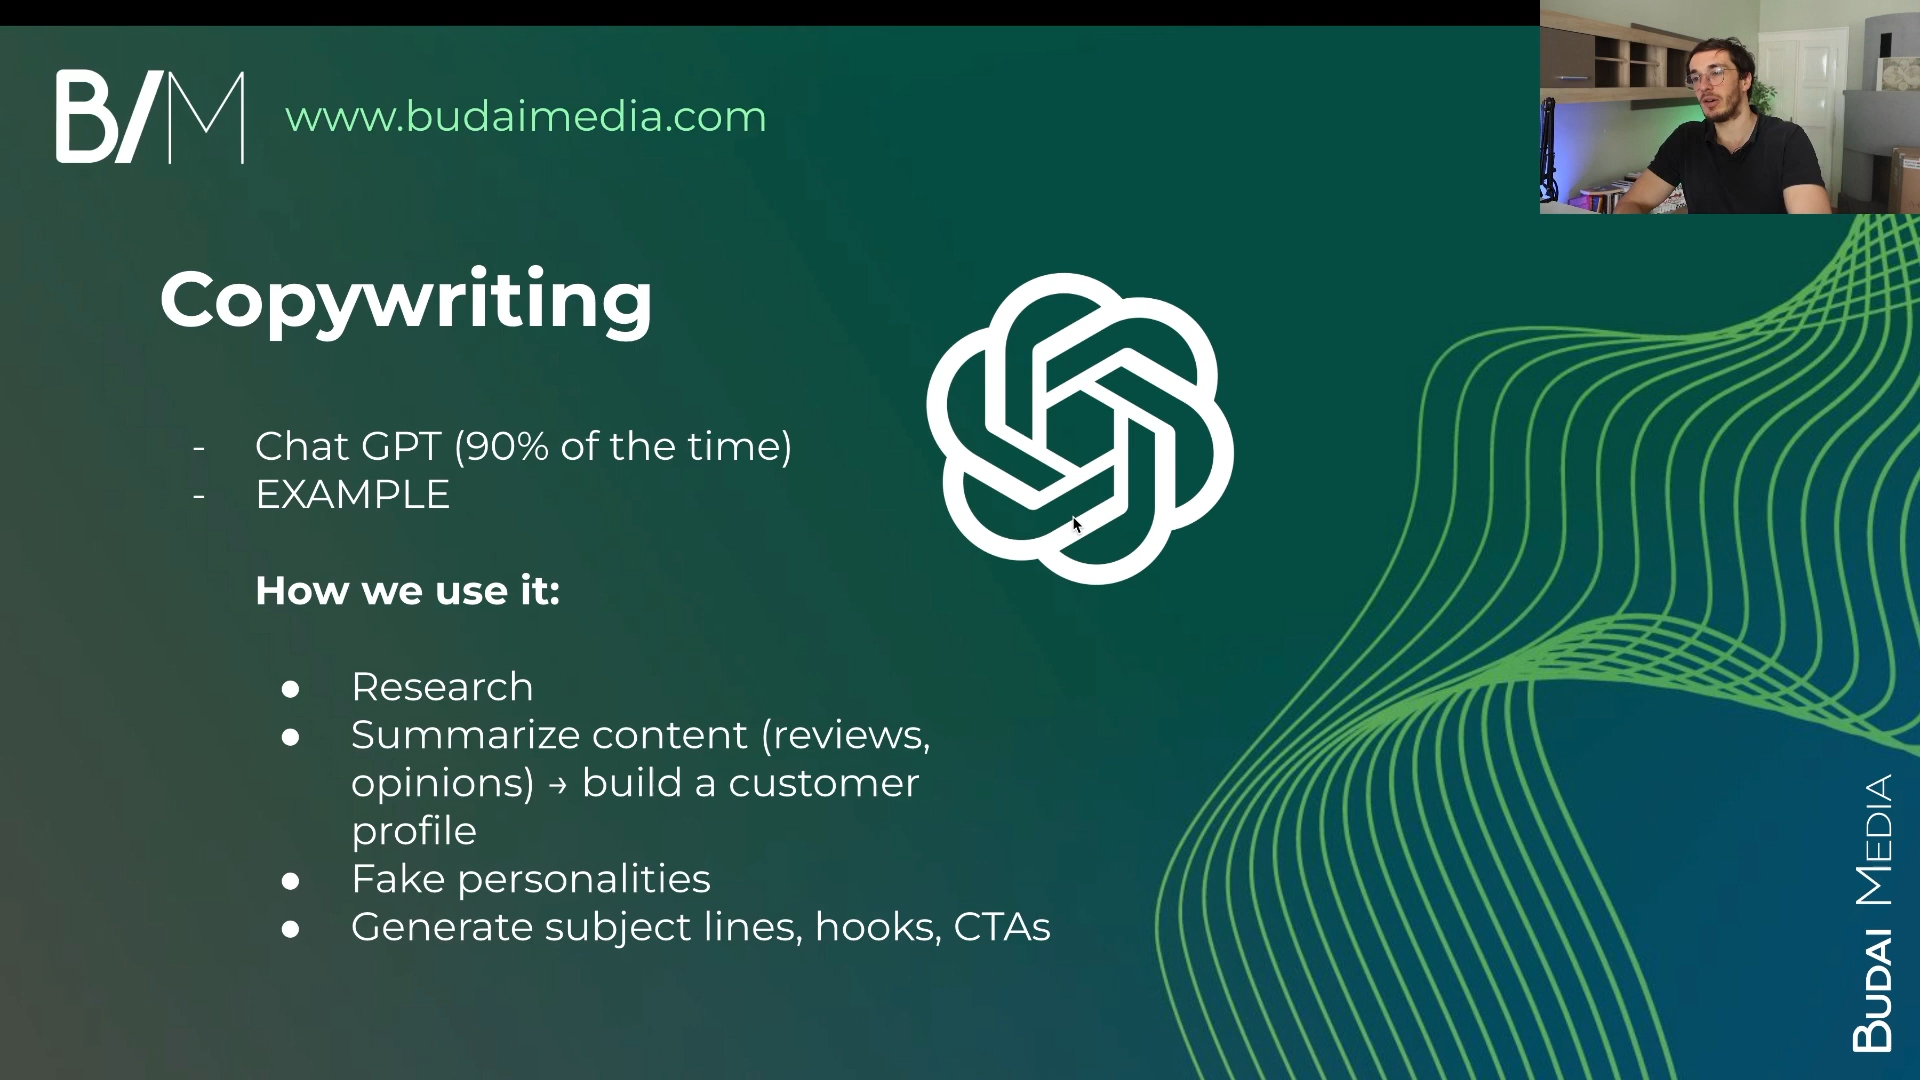 B/M
www.budaimedia.com
Copywriting
- Chat GPT (90% of the time)
- EXAMPLE
How we use it:
● Research
● Summarize content (reviews,
opinions) → build a customer
profile
● Fake personalities
● Generate subject lines, hooks, CTAs
BUDAI MEDIA